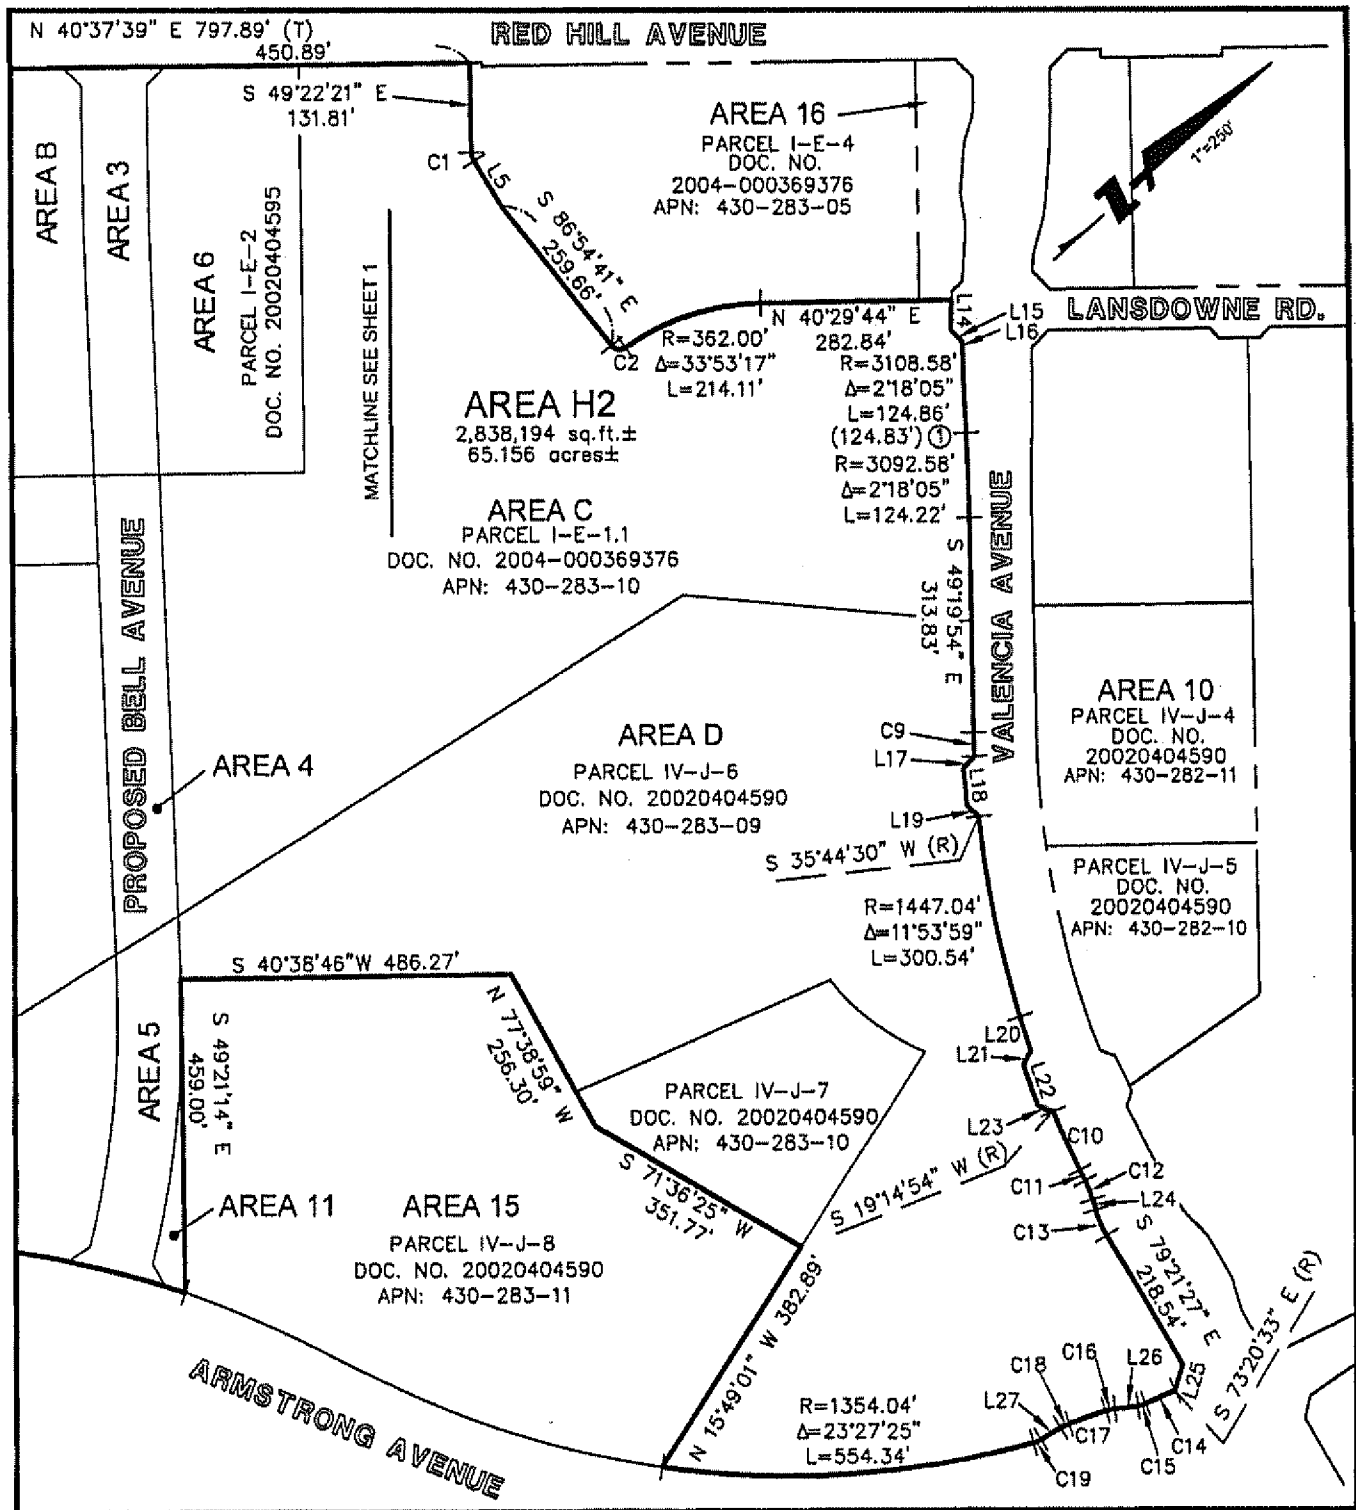 N 40°37'39" E 797.89' (T)
450.89'
RED HILL AVENUE
S 49°22'21" E
131.81'
AREA 16
PARCEL I-E-4
DOC. NO.
2004-000369376
APN: 430-283-05
1"=250'
N
C1
L5
AREA B
AREA 3
AREA 6
PARCEL I-E-2
DOC. NO. 20020404595
MATCHLINE SEE SHEET 1
S 86°54'41" E
259.66'
C2
R=362.00'
Δ=33°53'17"
L=214.11'
N 40°29'44" E
282.84'
L14
L15
L16
LANSDOWNE RD.
R=3108.58'
Δ=2°18'05"
L=124.86'
(124.83') ①
R=3092.58'
Δ=2°18'05"
L=124.22'
AREA H2
2,838,194 sq.ft.±
65.156 acres±
AREA C
PARCEL I-E-1.1
DOC. NO. 2004-000369376
APN: 430-283-10
S 49°19'54" E
313.83'
VALENCIA AVENUE
PROPOSED BELL AVENUE
AREA 4
AREA D
PARCEL IV-J-6
DOC. NO. 20020404590
APN: 430-283-09
C9
L17
L18
L19
S 35°44'30" W (R)
AREA 10
PARCEL IV-J-4
DOC. NO.
20020404590
APN: 430-282-11
PARCEL IV-J-5
DOC. NO.
20020404590
APN: 430-282-10
R=1447.04'
Δ=11°53'59"
L=300.54'
S 40°38'46"W 486.27'
AREA 5
S 49°21'14" E
459.00'
N 77°38'59" W
256.30'
L20
L21
L22
L23
PARCEL IV-J-7
DOC. NO. 20020404590
APN: 430-283-10
S 71°36'25" W
351.77'
S 19°14'54" W (R)
C10
C11
C12
L24
C13
AREA 11
AREA 15
PARCEL IV-J-8
DOC. NO. 20020404590
APN: 430-283-11
S 79°21'27" E
218.54'
S 73°20'33" E (R)
N 15°49'01" W 382.89'
ARMSTRONG AVENUE
R=1354.04'
Δ=23°27'25"
L=554.34'
L27
C18
C16
L26
L25
C17
C19
C15
C14